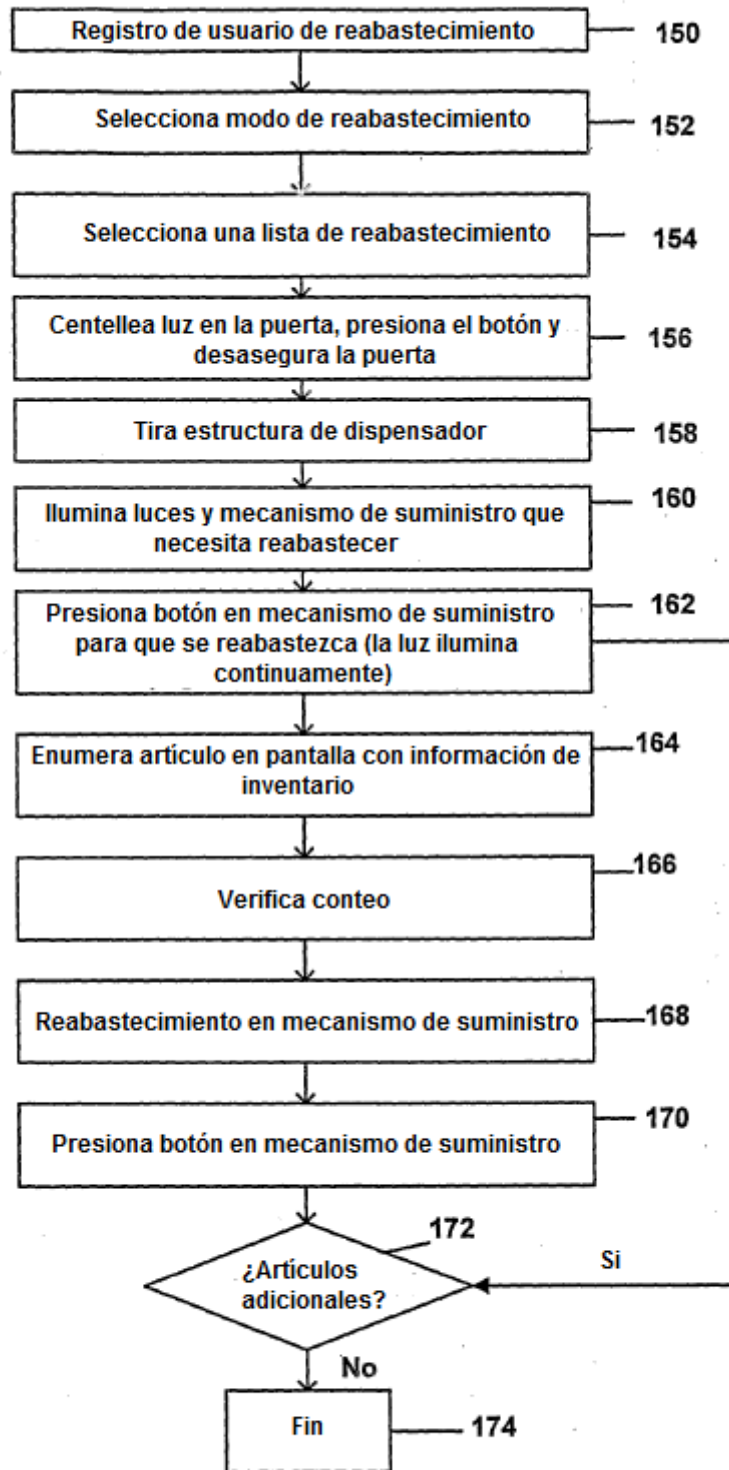 Registro de usuario de reabastecimiento
150
Selecciona modo de reabastecimiento
152
Selecciona una lista de reabastecimiento
154
Centellea luz en la puerta, presiona el botón y
desasegura la puerta
156
Tira estructura de dispensador
158
Ilumina luces y mecanismo de suministro que
necesita reabastecer
160
Presiona botón en mecanismo de suministro
para que se reabastezca (la luz ilumina
continuamente)
162
Enumera artículo en pantalla con información de
inventario
164
Verifica conteo
166
Reabastecimiento en mecanismo de suministro
168
Presiona botón en mecanismo de suministro
170
¿Artículos
adicionales?
172
Si
No
Fin
174